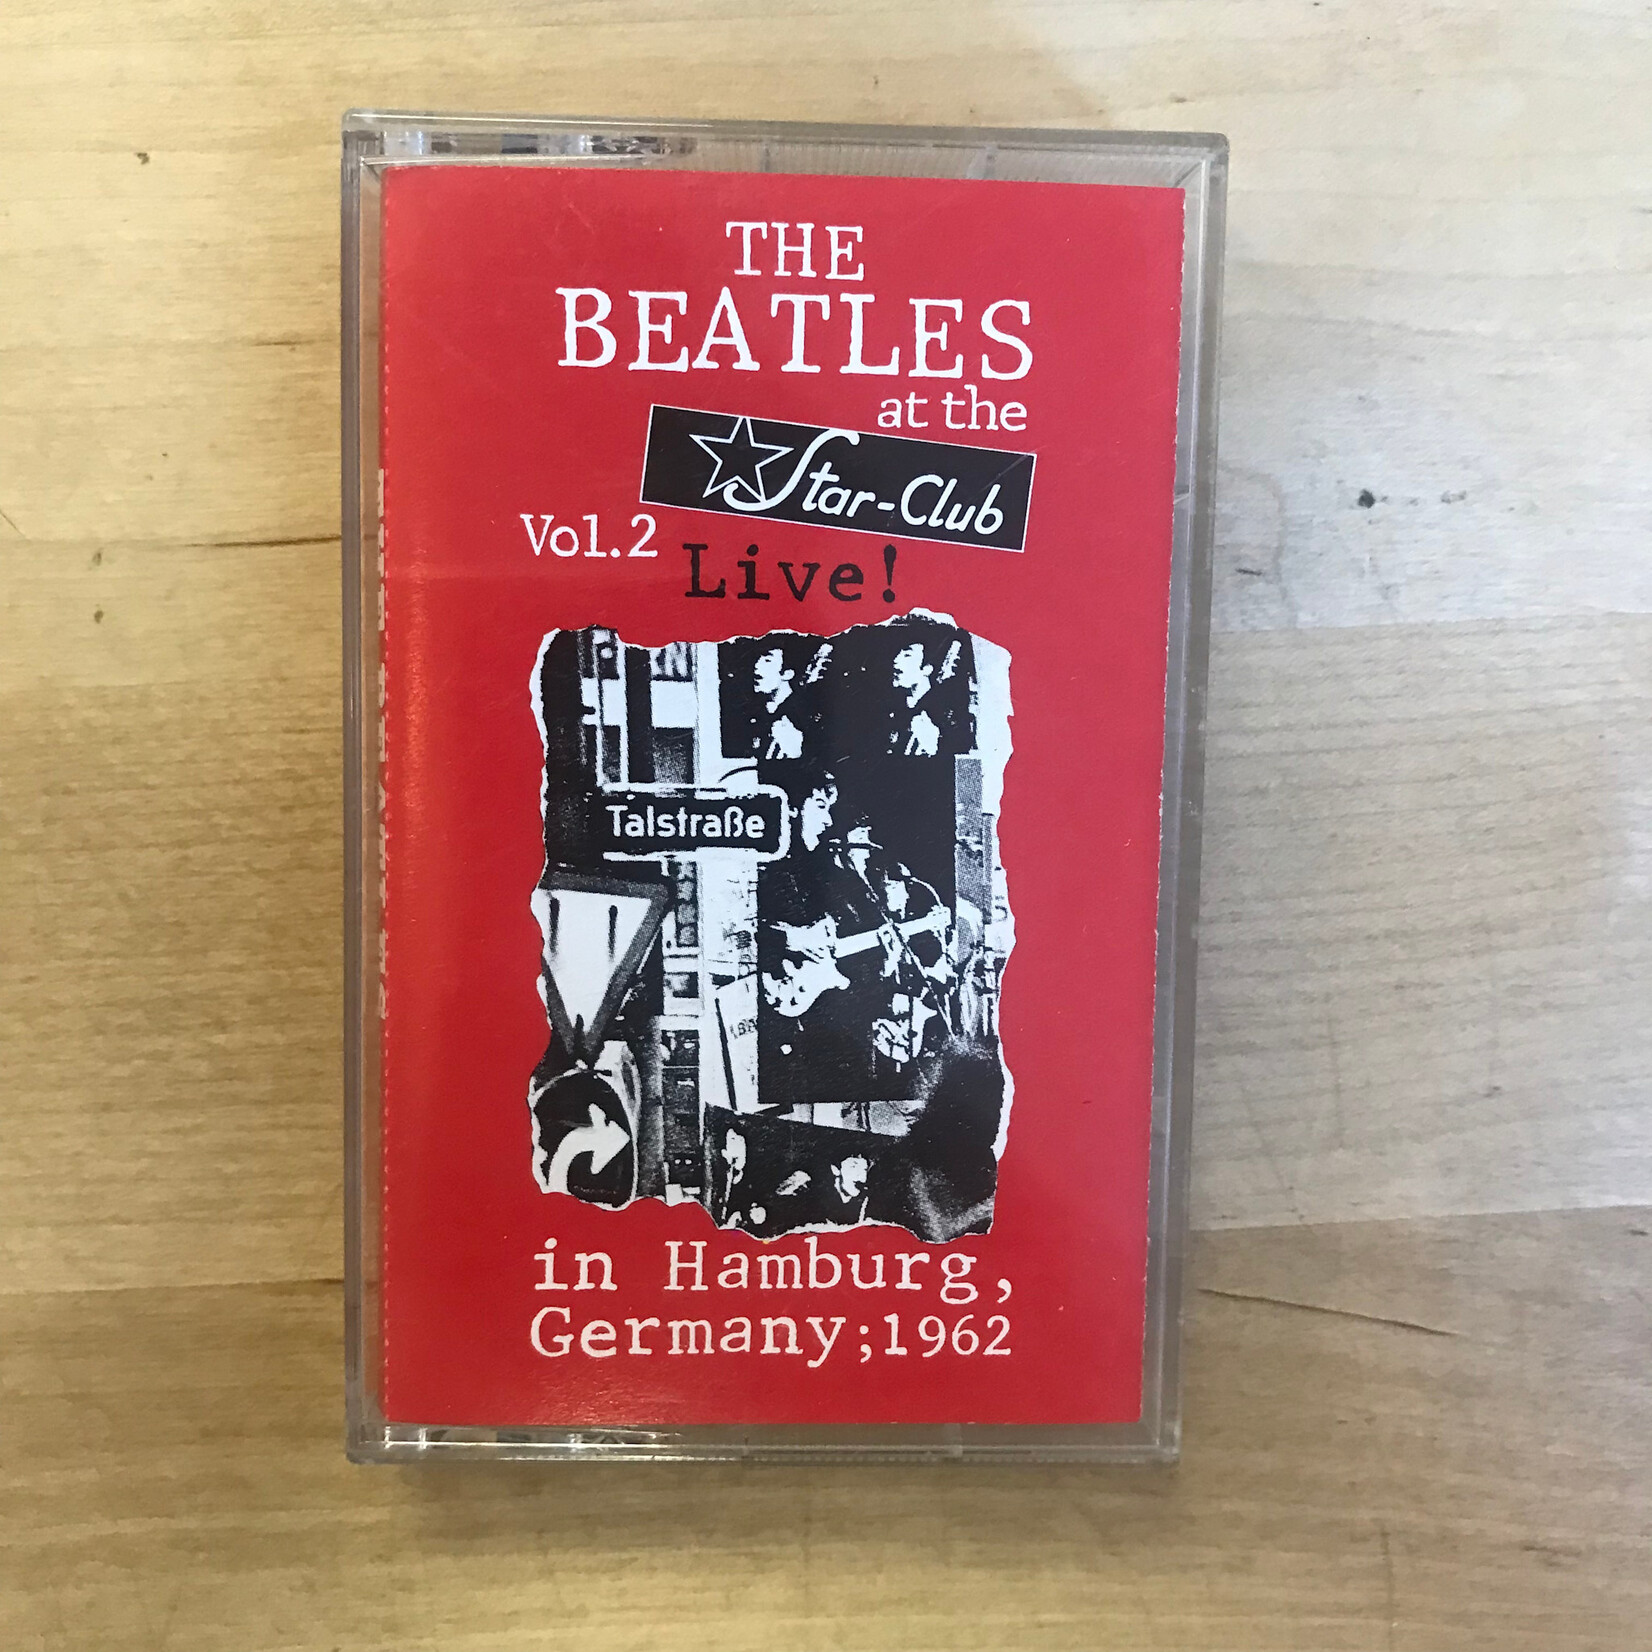 THE
BEATLES
at the
Star-Club
Vol.2
Live!
Talstraße
in Hamburg,
Germany;1962